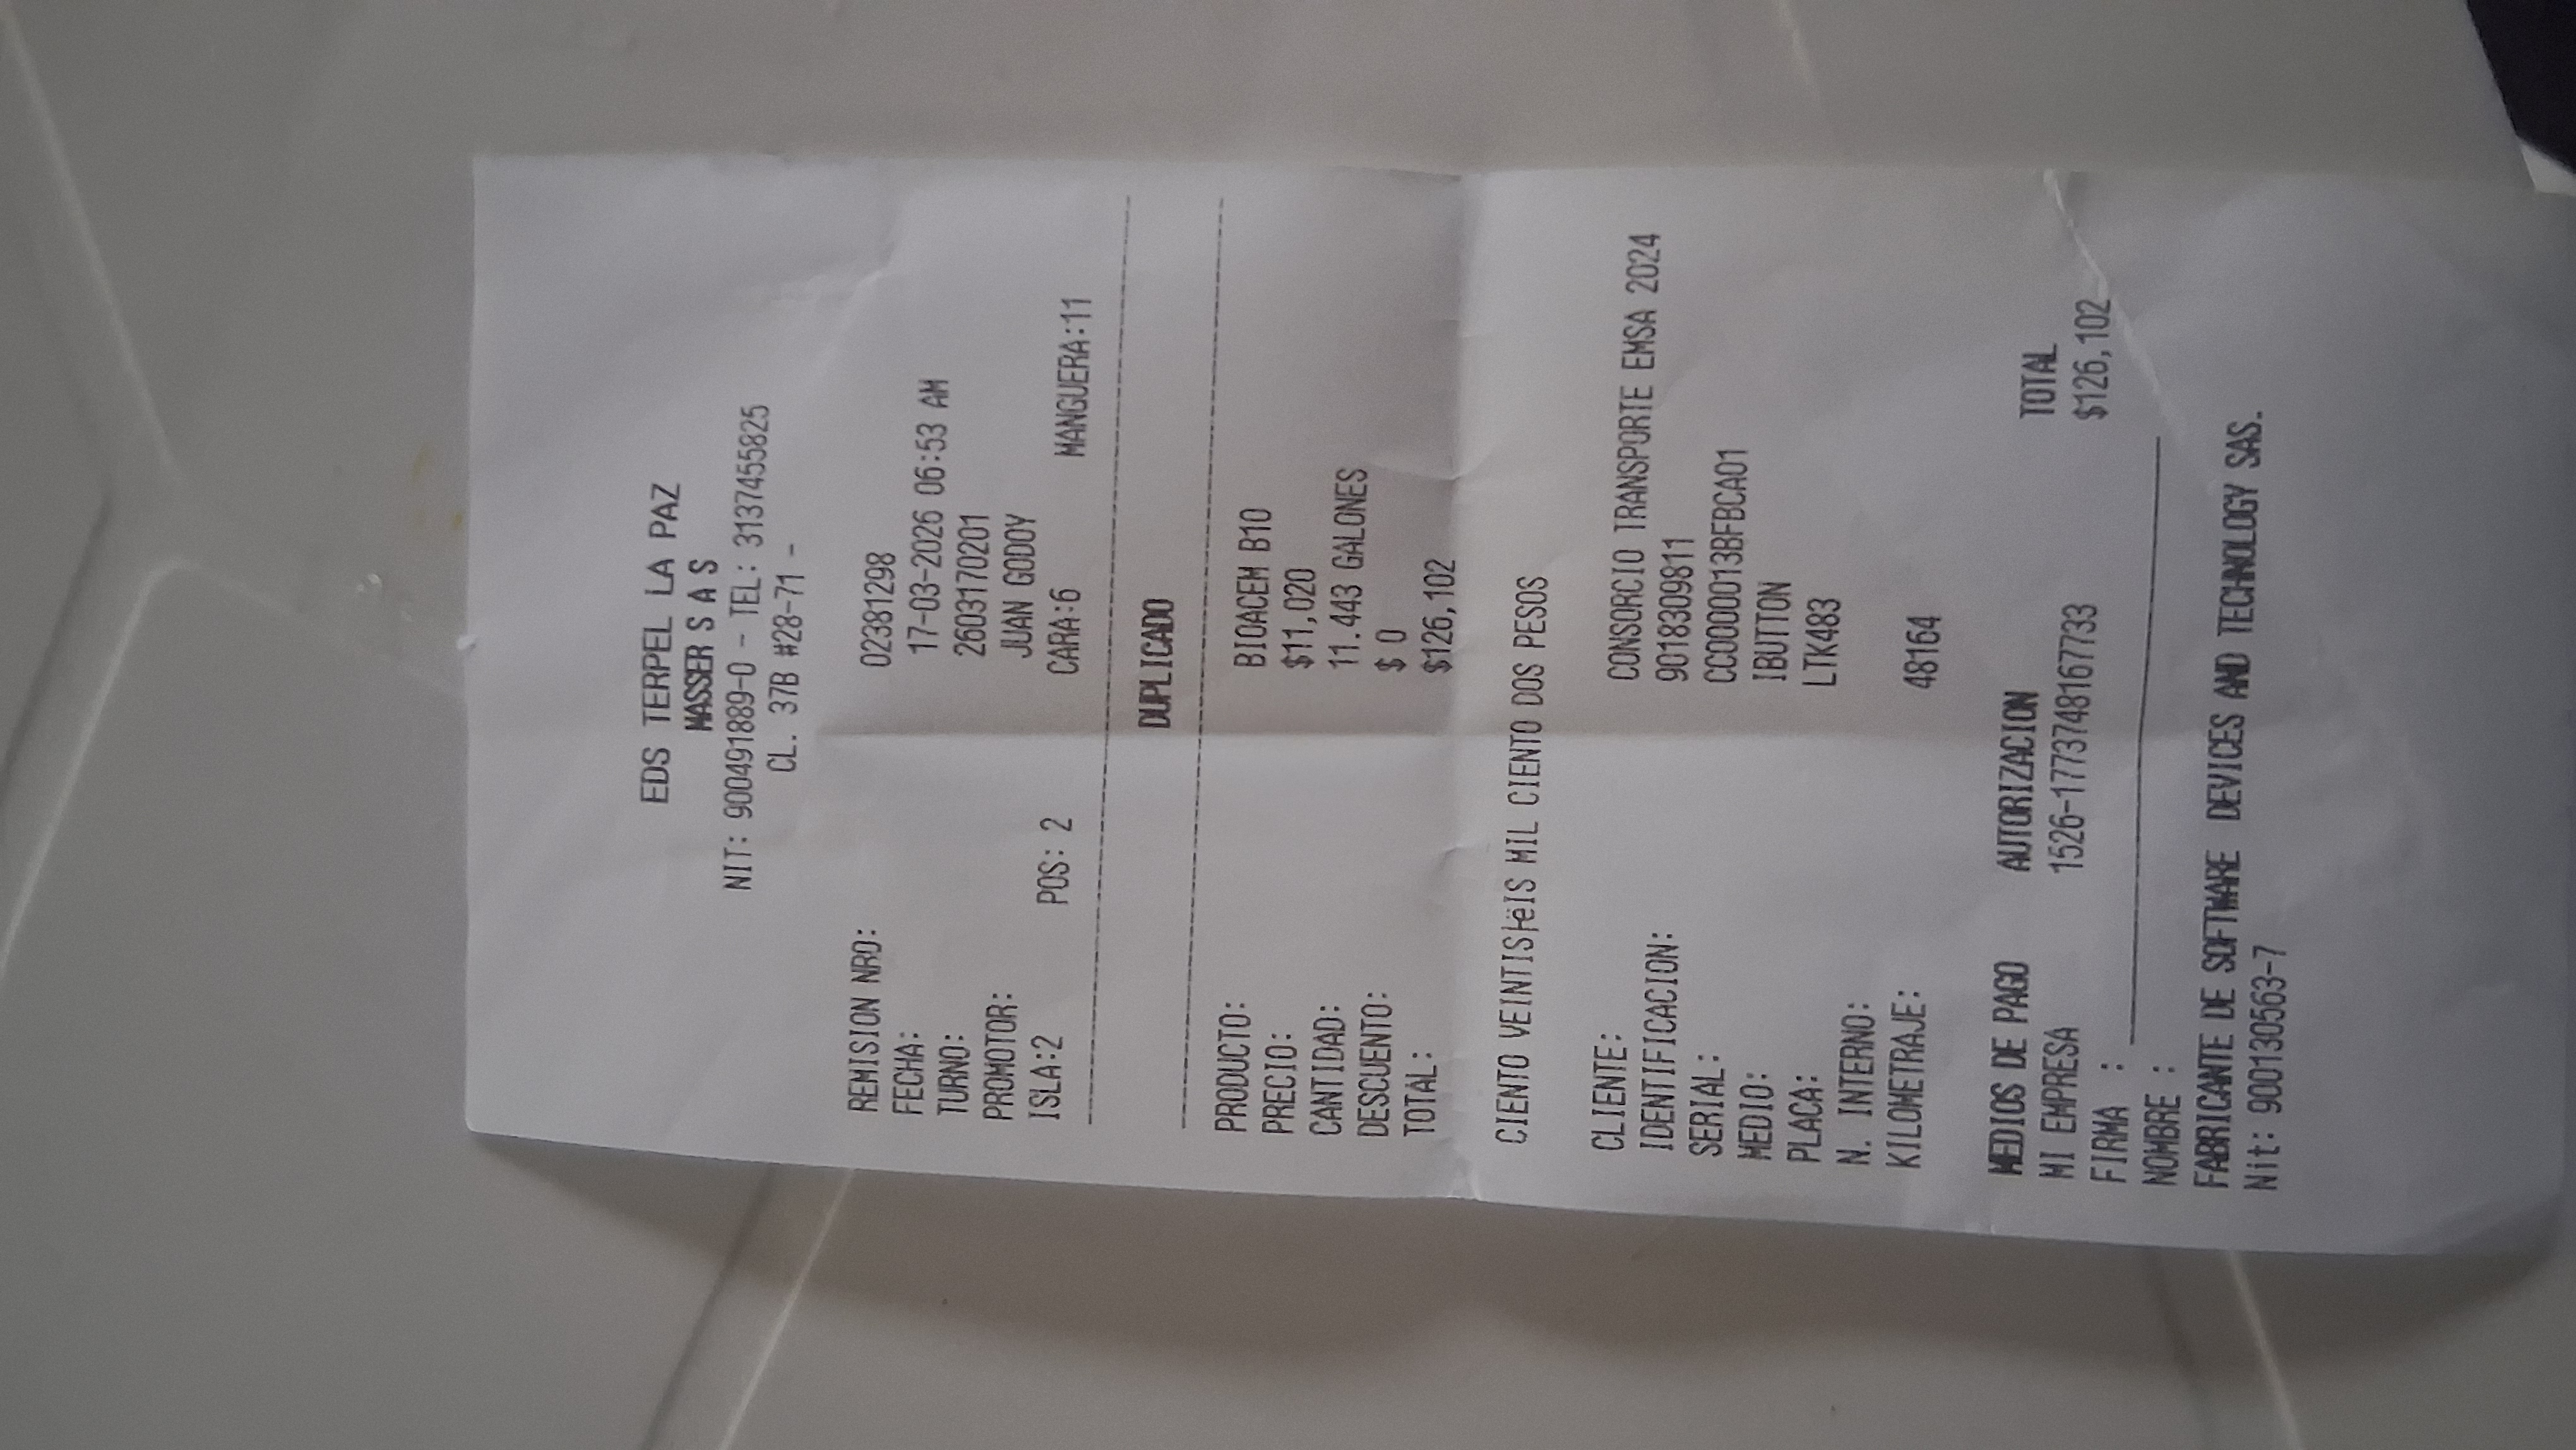 EDS TERPEL LA PAZ
MASSER S A S
NIT: 900491889-0 - TEL: 3137455825
CL. 37B #28-71 -
REMISION NRO: 02381298
FECHA: 17-03-2026 06:53 AM
TURNO: 260317020​1
PROMOTOR: JUAN GODOY
ISLA:2 POS: 2 CARA:6 MANGUERA:11
DUPLICADO
PRODUCTO: BIOACEM B10
PRECIO: $11,020
CANTIDAD: 11.443 GALONES
DESCUENTO: $ 0
TOTAL: $126,102
CIENTO VEINTIS├еIS MIL CIENTO DOS PESOS
CLIENTE: CONSORCIO TRANSPORTE EMSA 2024
IDENTIFICACION: 9018309811
SERIAL: CC0000013BFBCA01
MEDIO: IBUTTON
PLACA: LTK483
N. INTERNO:
KILOMETRAJE: 48164
MEDIOS DE PAGO AUTORIZACION TOTAL
MI EMPRESA 1526-1773748167733 $126,102
FIRMA :
NOMBRE :
FABRICANTE DE SOFTWARE DEVICES AND TECHNOLOGY SAS.
Nit: 900130563-7